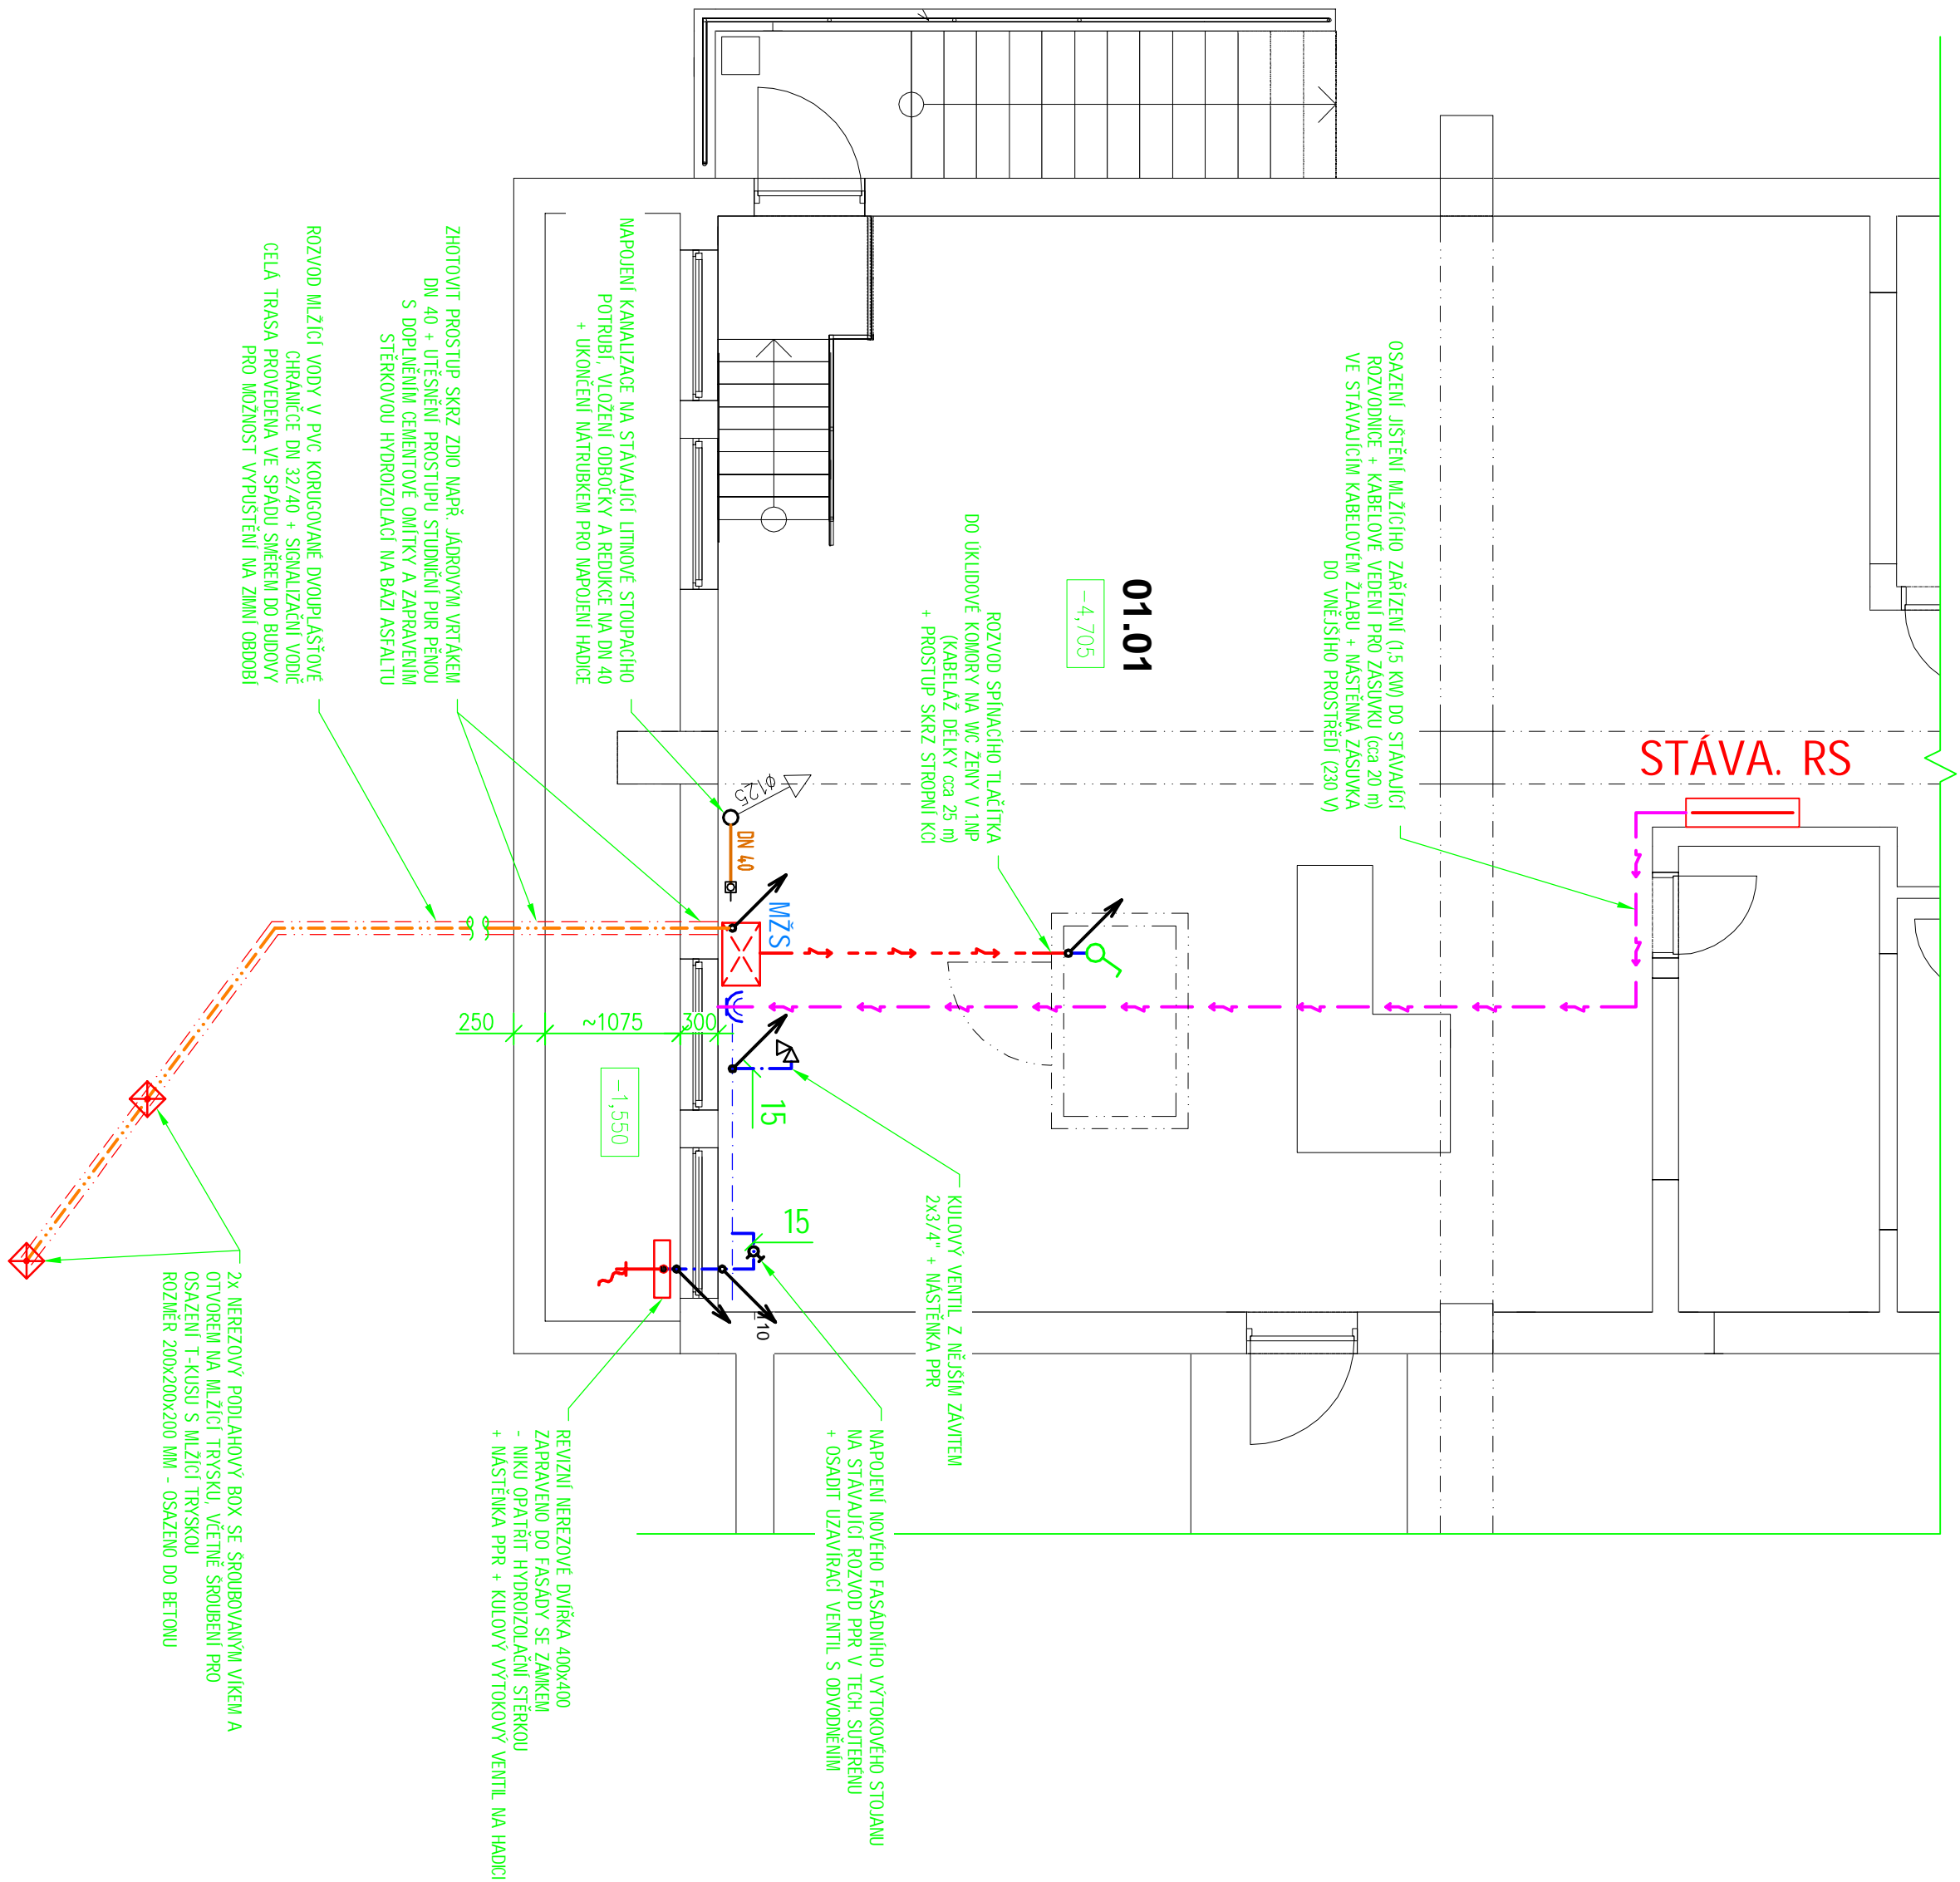 STÁVA. RS
OSAZENÍ JIŠTĚNÍ MLŽÍCÍHO ZAŘÍZENÍ (1,5 KW) DO STÁVAJÍCÍ
ROZVODNICE + KABELOVÉ VEDENÍ PRO ZÁSUVKU (cca 20 m)
VE STÁVAJÍCÍM KABELOVÉM ŽLABU + NÁSTĚNNÁ ZÁSUVKA
DO VNĚJŠÍHO PROSTŘEDÍ (230 V)
01.01
-4,705
ROZVOD SPÍNACÍHO TLAČÍTKA
DO ÚKLIDOVÉ KOMORY NA WC ŽENY V 1.NP
(KABELÁŽ DÉLKY cca 25 m)
+ PROSTUP SKRZ STROPNÍ KCI
NAPOJENÍ KANALIZACE NA STÁVAJÍCÍ LITINOVÉ STOUPACÍHO
POTRUBÍ, VLOŽENÍ ODBOČKY A REDUKCE NA DN 40
+ UKONČENÍ NÁTRUBKEM PRO NAPOJENÍ HADICE
ZHOTOVIT PROSTUP SKRZ ZDIO NAPŘ. JÁDROVÝM VRTÁKEM
DN 40 + UTĚSNĚNÍ PROSTUPU STUDNIČNÍ PUR PĚNOU
S DOPLNĚNÍM CEMENTOVÉ OMÍTKY A ZAPRAVENÍM
STĚRKOVOU HYDROIZOLACÍ NA BÁZI ASFALTU
ROZVOD MLŽÍCÍ VODY V PVC KORUGOVANÉ DVOUPLÁŠŤOVÉ
CHRÁNIČCE DN 32/40 + SIGNALIZAČNÍ VODIČ
CELÁ TRASA PROVEDENA VE SPÁDU SMĚREM DO BUDOVY
PRO MOŽNOST VYPUŠTĚNÍ NA ZIMNÍ OBDOBÍ
Φ125
DN 40
MŽŠ
250
~1075
300
-1,550
15
15
T10
KULOVÝ VENTIL Z NĚJŠÍM ZÁVITEM
2x3/4" + NÁSTĚNKA PPR
NAPOJENÍ NOVÉHO FASÁDNÍHO VÝTOKOVÉHO STOJANU
NA STÁVAJÍCÍ ROZVOD PPR V TECH. SUTERÉNU
+ OSADIT UZAVÍRACÍ VENTIL S ODVODNĚNÍM
REVIZNÍ NEREZOVÉ DVÍŘKA 400x400
ZAPRAVENO DO FASÁDY SE ZÁMKEM
- NIKU OPATŘIT HYDROIZOLAČNÍ STĚRKOU
+ NÁSTĚNKA PPR + KULOVÝ VÝTOKOVÝ VENTIL NA HADICI
2x NEREZOVÝ PODLAHOVÝ BOX SE ŠROUBOVANÝM VÍKEM A
OTVOREM NA MLŽÍCÍ TRYSKU, VČETNĚ ŠROUBENÍ PRO
OSAZENÍ T-KUSU S MLŽÍCÍ TRYSKOU
ROZMĚR 200x200x200 MM - OSAZENO DO BETONU